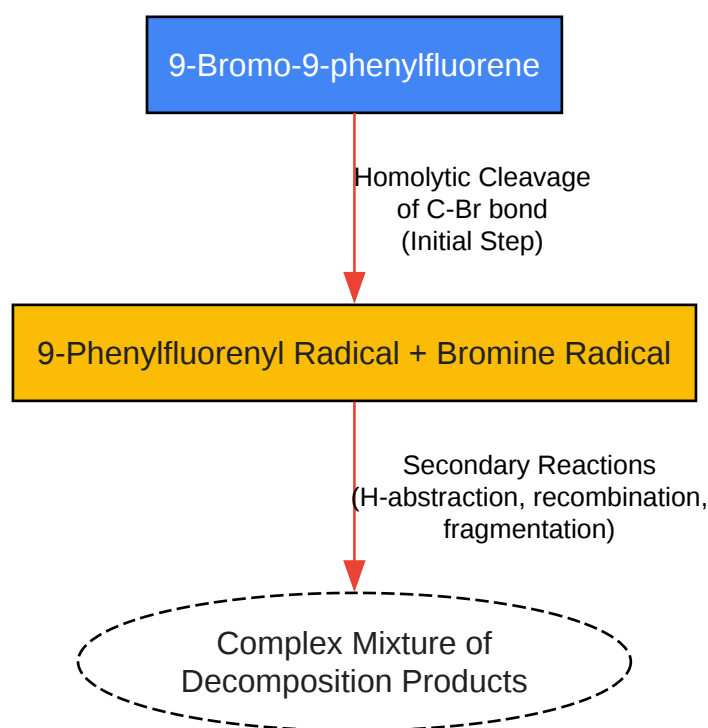 9-Bromo-9-phenylfluorene
Homolytic Cleavage
of C-Br bond
(Initial Step)
9-Phenylfluorenyl Radical + Bromine Radical
Secondary Reactions
(H-abstraction, recombination,
fragmentation)
Complex Mixture of
Decomposition Products